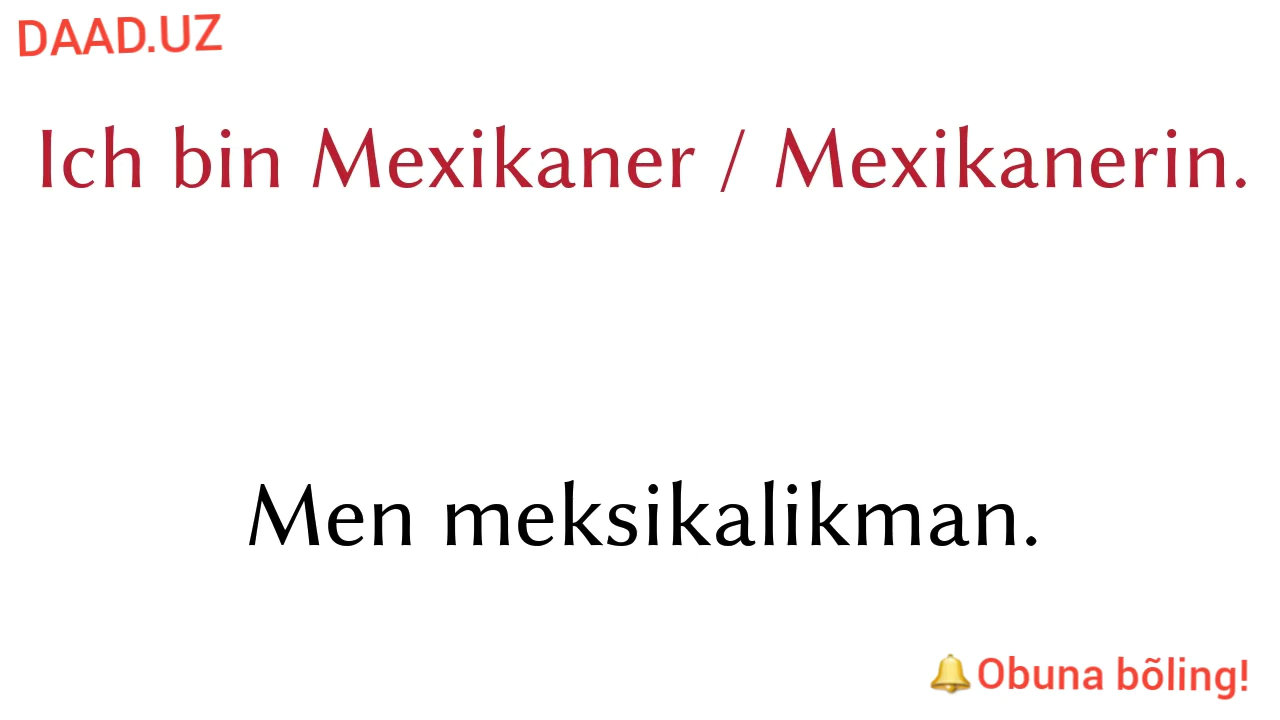 DAAD.UZ
Ich bin Mexikaner / Mexikanerin.
Men meksikalikman.
🔔Obuna bõling!